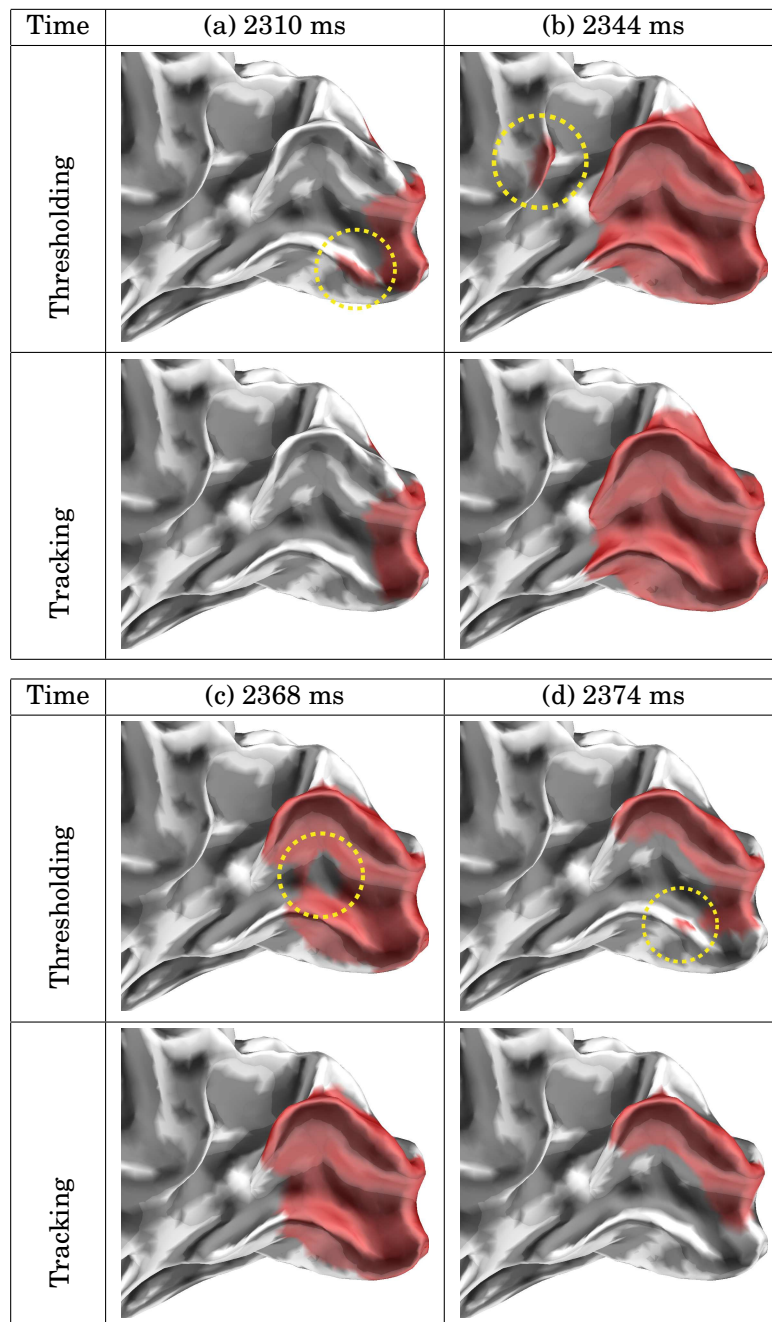 Time (a) 2310 ms (b) 2344 ms
Thresholding
Tracking
Time (c) 2368 ms (d) 2374 ms
Thresholding
Tracking